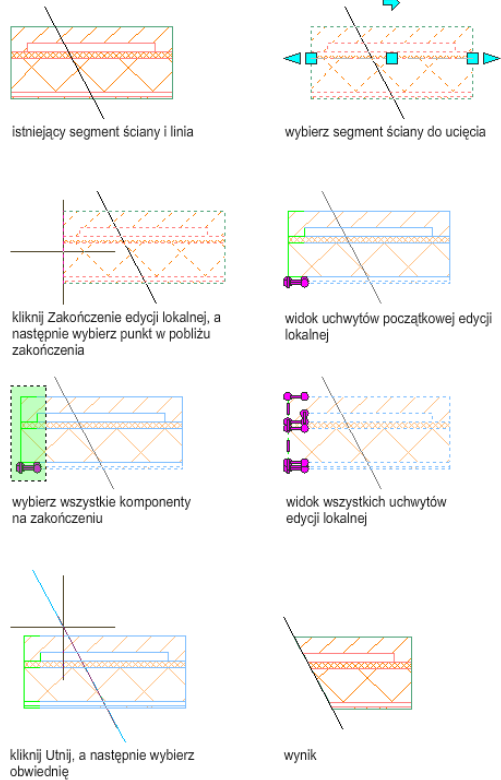 istniejący segment ściany i linia
wybierz segment ściany do ucięcia
kliknij Zakończenie edycji lokalnej, a
następnie wybierz punkt w pobliżu
zakończenia
widok uchwytów początkowej edycji
lokalnej
wybierz wszystkie komponenty
na zakończeniu
widok wszystkich uchwytów
edycji lokalnej
kliknij Utnij, a następnie wybierz
obwiednię
wynik